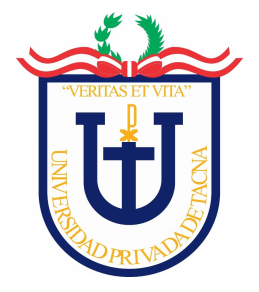 "VERITAS ET VITA"
UNIVERSIDAD PRIVADA DE TACNA